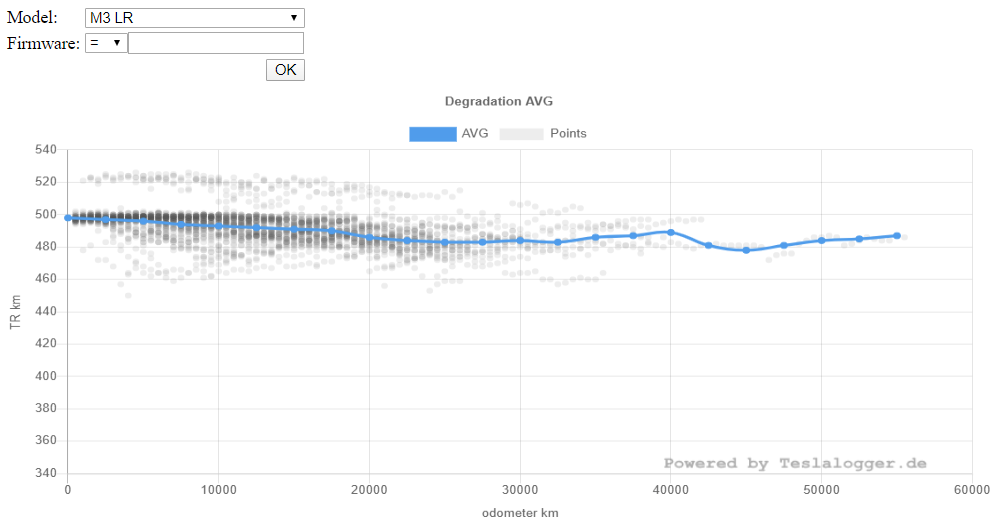 Model: M3 LR
Firmware: =
OK
Degradation AVG
AVG Points
540
520
500
480
460
440
420
400
380
360
340
TR km
Powered by Teslalogger.de
0 10000 20000 30000 40000 50000 60000
odometer km